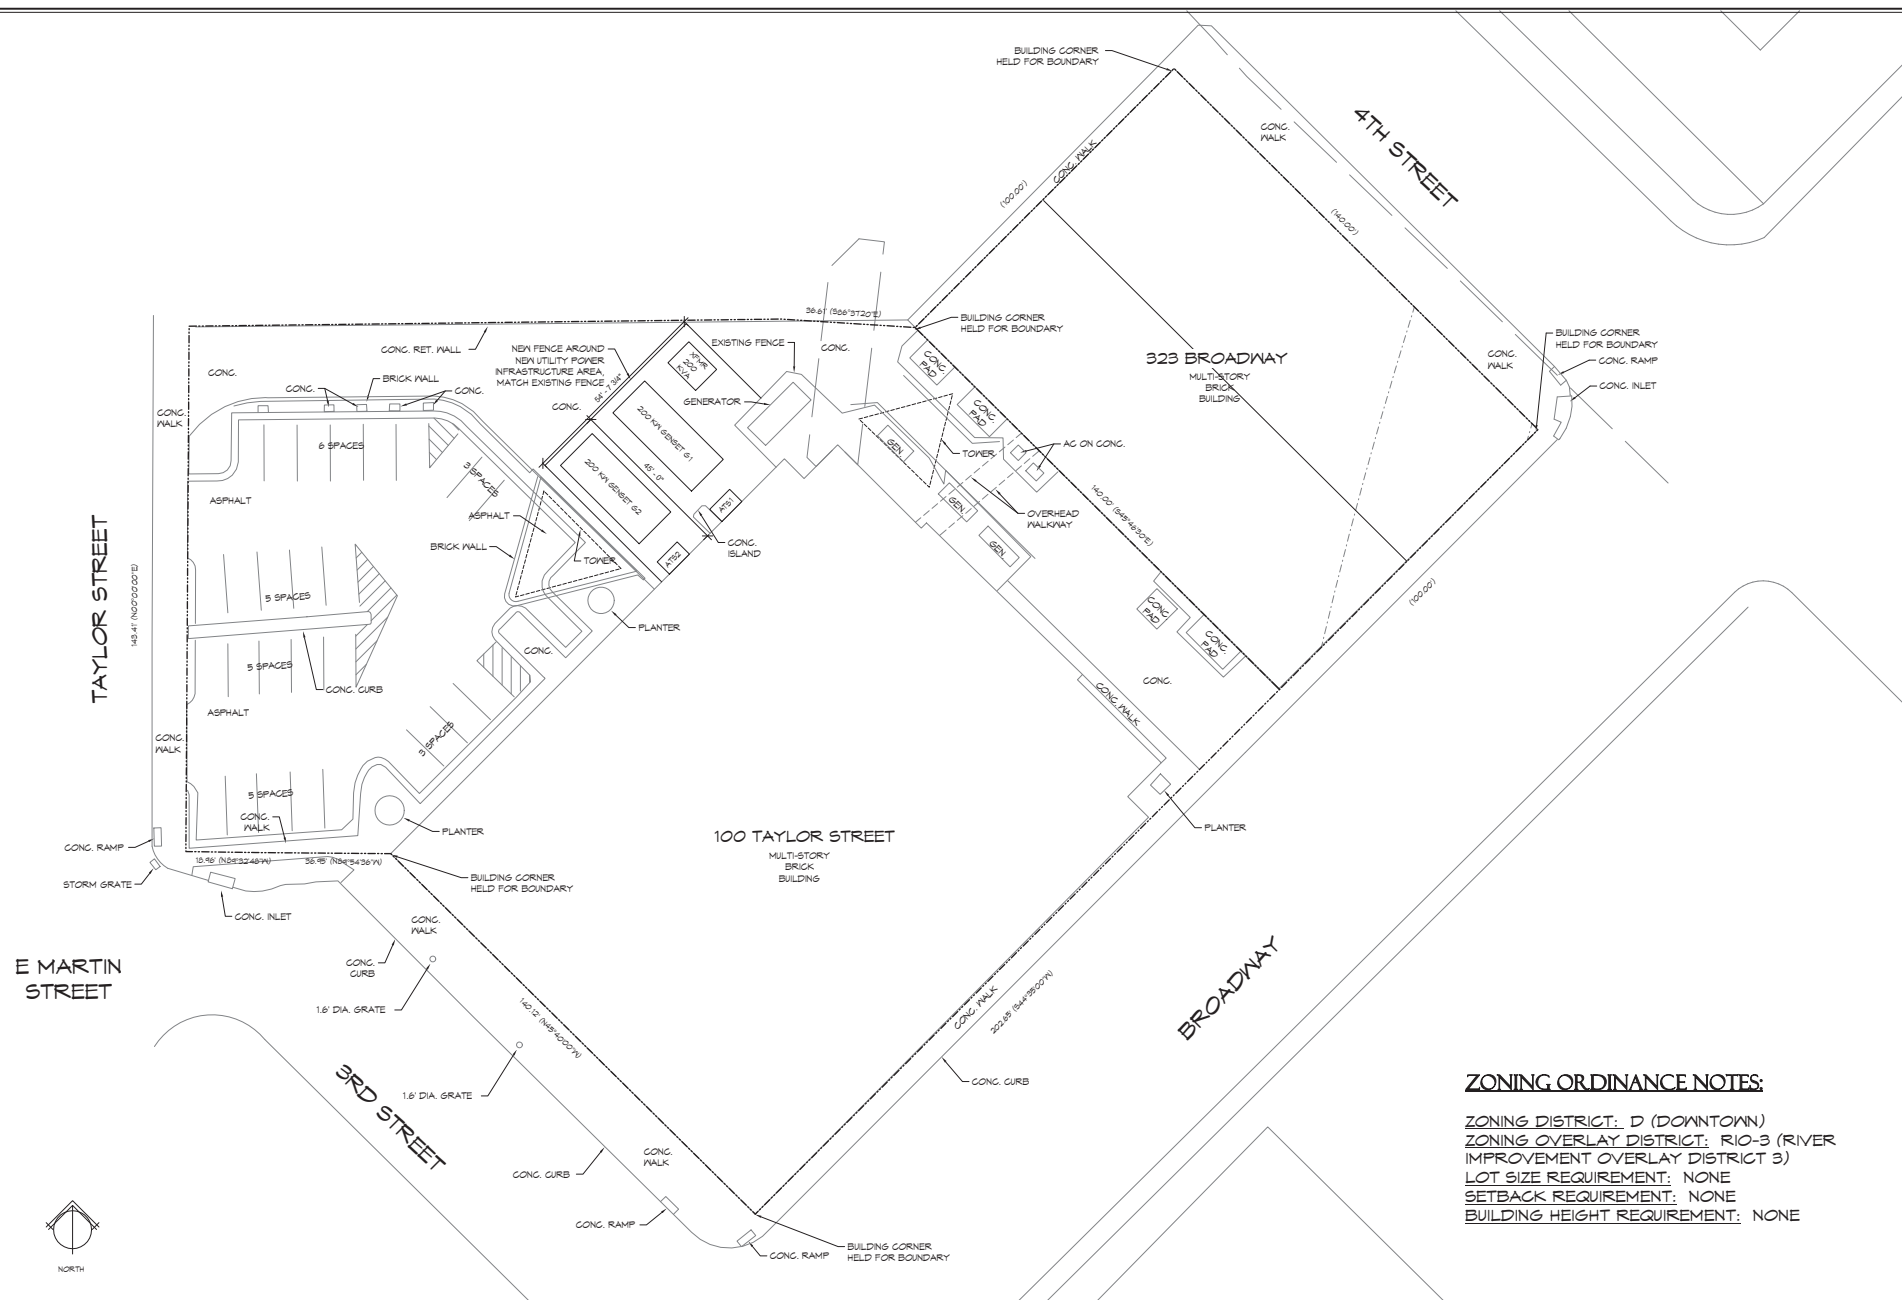 BUILDING CORNER
HELD FOR BOUNDARY
4TH STREET
CONC.
WALK
CONC. WALK
(100.00')
(140.00')
36.61' (S86°37'20"E)
BUILDING CORNER
HELD FOR BOUNDARY
BUILDING CORNER
HELD FOR BOUNDARY
CONC. RAMP
CONC. INLET
CONC.
WALK
323 BROADWAY
MULTI-STORY
BRICK
BUILDING
CONC. RET. WALL
NEW FENCE AROUND
NEW UTILITY POWER
INFRASTRUCTURE AREA,
MATCH EXISTING FENCE
54'-7 3/4"
XFMR
200
KVA
EXISTING FENCE
CONC.
GENERATOR
CONC.
CONC.
BRICK WALL
CONC.
CONC.
CONC.
WALK
6 SPACES
3 SPACES
200 KW GENSET G1
200 KW GENSET G2
45'-0"
ATS1
ATS2
CONC.
PAD
CONC.
PAD
GEN.
TOWER
AC ON CONC.
GEN.
OVERHEAD
WALKWAY
GEN.
140.00' (S45°46'30"E)
ASPHALT
ASPHALT
BRICK WALL
TOWER
CONC.
ISLAND
TAYLOR STREET
143.41' (N00°00'00"E)
5 SPACES
PLANTER
5 SPACES
CONC.
CONC. CURB
ASPHALT
CONC.
WALK
3 SPACES
5 SPACES
CONC.
WALK
CONC.
PAD
CONC.
PAD
(100.00')
CONC.
CONC. WALK
PLANTER
PLANTER
100 TAYLOR STREET
MULTI-STORY
BRICK
BUILDING
CONC. RAMP
STORM GRATE
CONC. INLET
BUILDING CORNER
HELD FOR BOUNDARY
CONC.
WALK
E MARTIN
STREET
CONC.
CURB
1.6' DIA. GRATE
1.6' DIA. GRATE
140.12' (N45°40'00"W)
3RD STREET
CONC. WALK
202.65' (S44°35'00"W)
BROADWAY
CONC. CURB
CONC. CURB
CONC.
WALK
CONC. RAMP
CONC. RAMP
BUILDING CORNER
HELD FOR BOUNDARY
NORTH
ZONING ORDINANCE NOTES:
ZONING DISTRICT: D (DOWNTOWN)
ZONING OVERLAY DISTRICT: RIO-3 (RIVER
IMPROVEMENT OVERLAY DISTRICT 3)
LOT SIZE REQUIREMENT: NONE
SETBACK REQUIREMENT: NONE
BUILDING HEIGHT REQUIREMENT: NONE